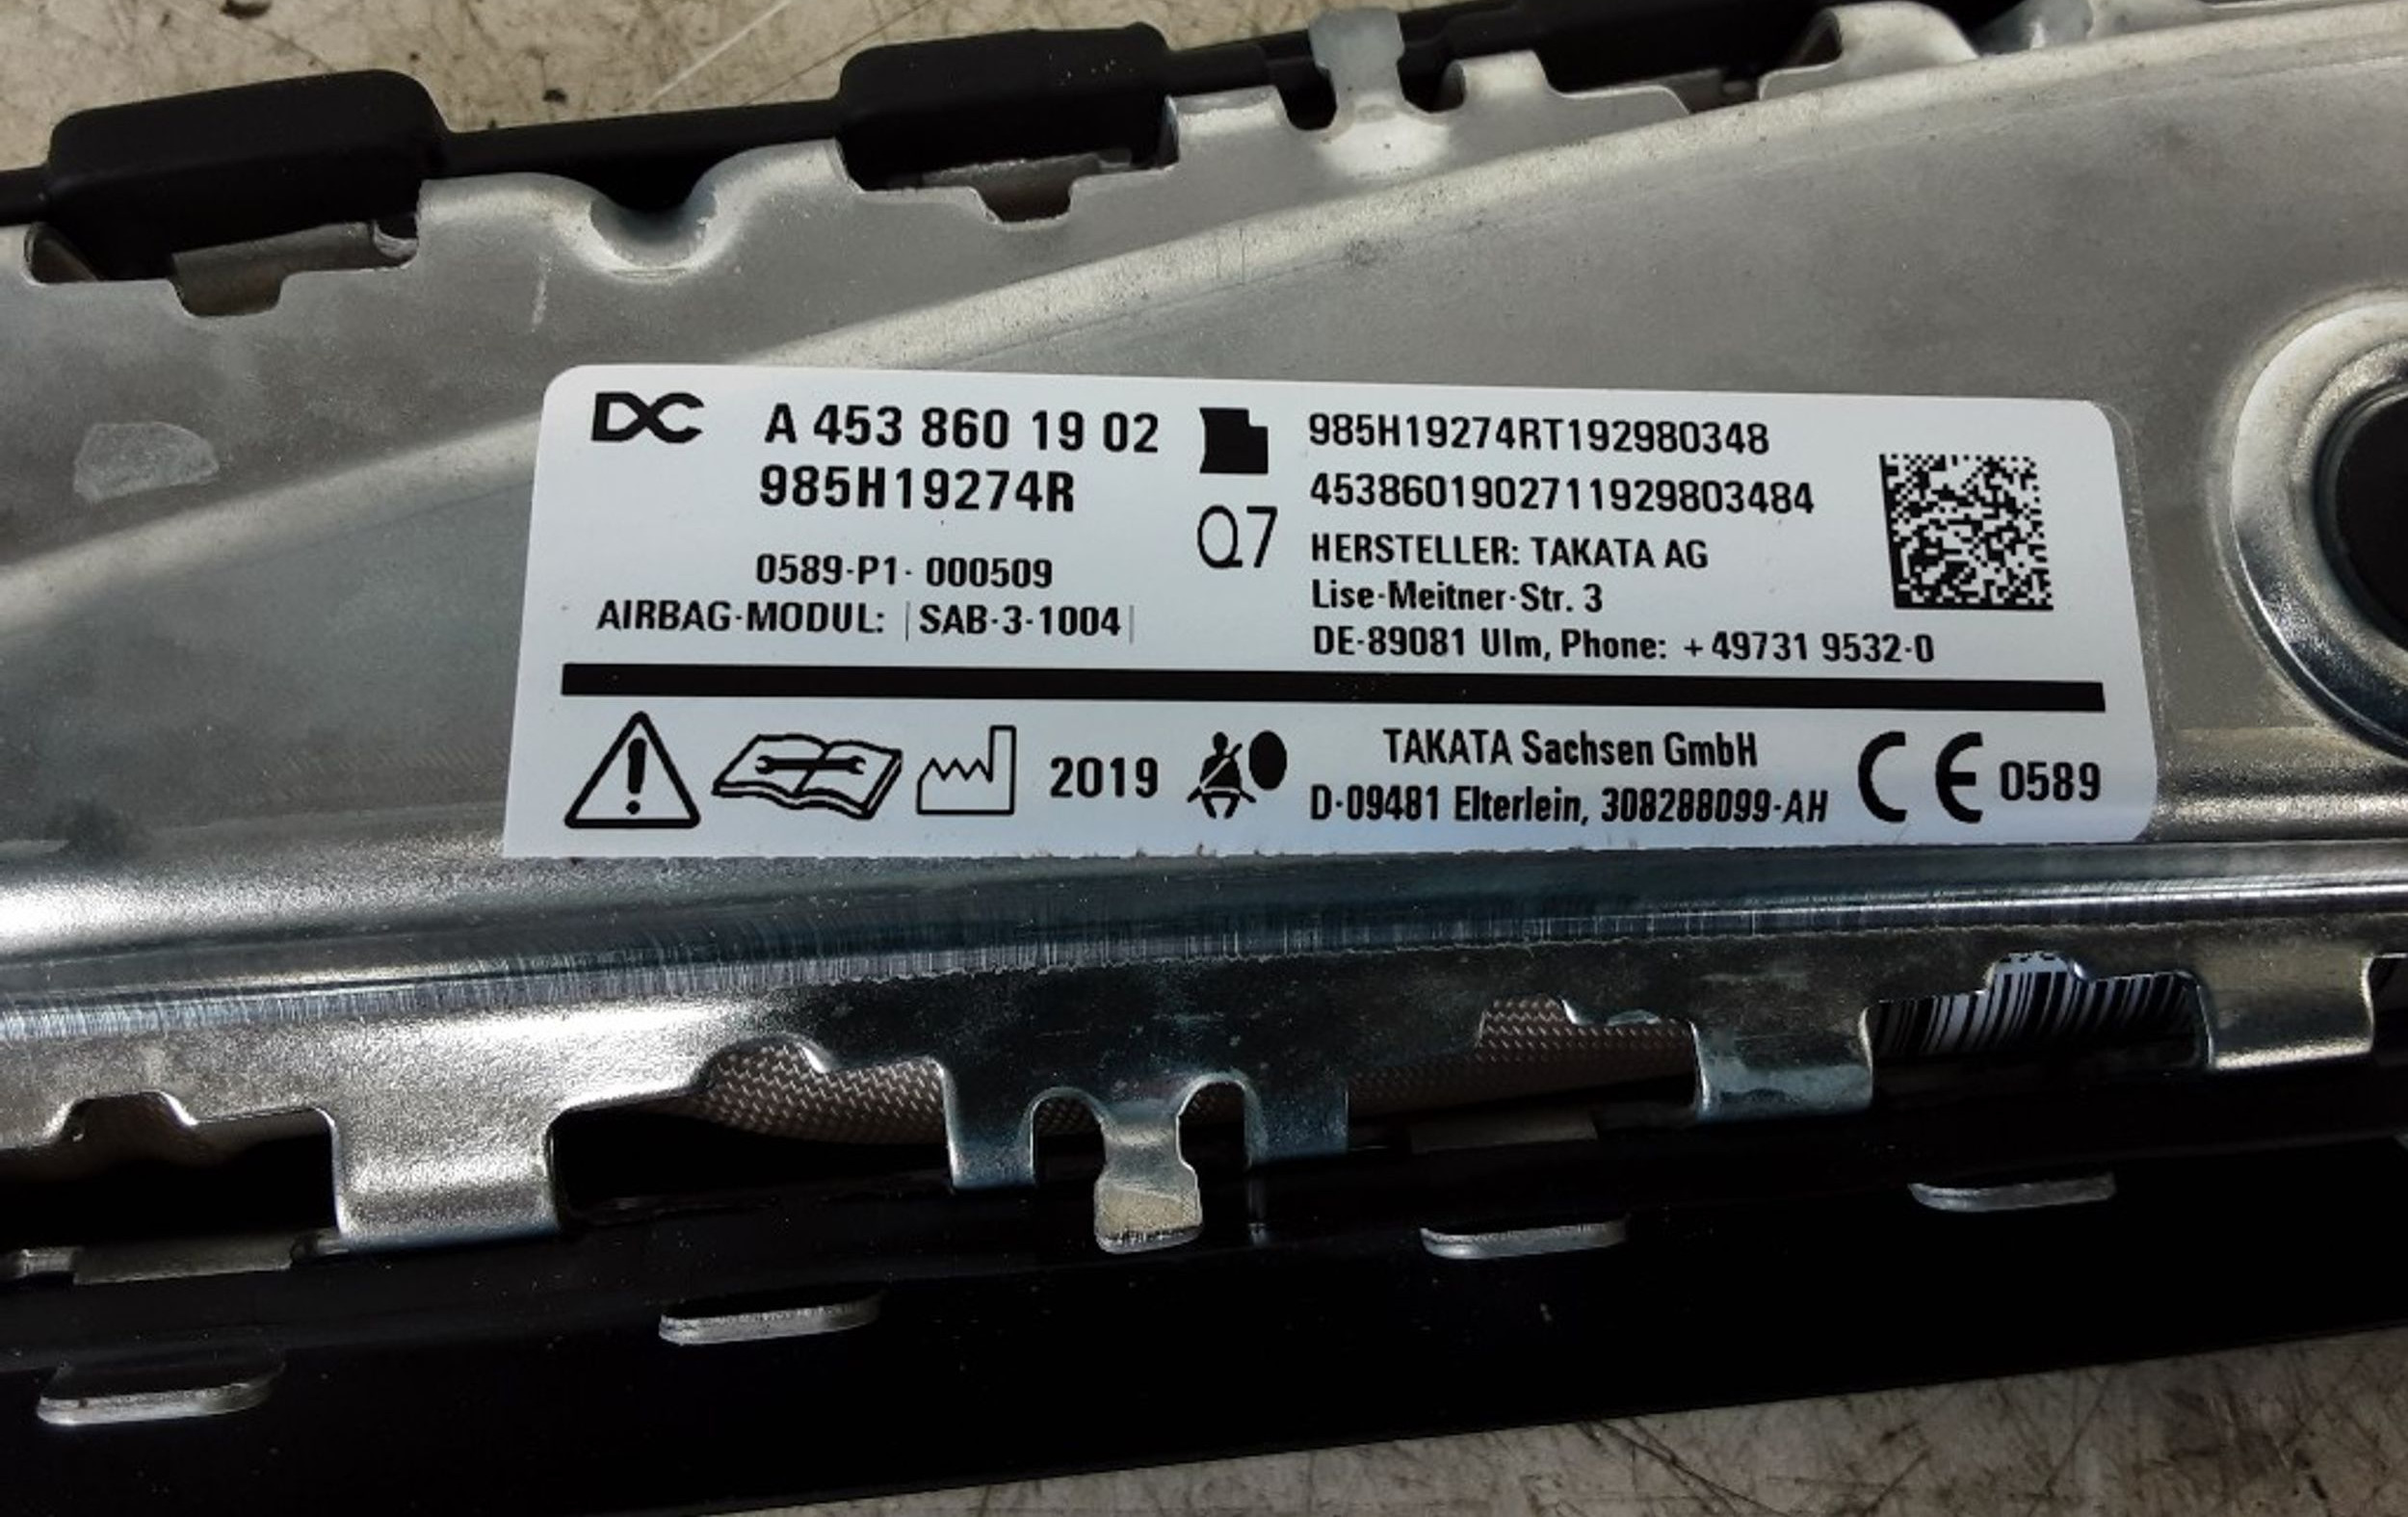 DC A 453 860 19 02
985H19274R
0589-P1- 000509
AIRBAG-MODUL: |SAB-3-1004|
Q7
985H19274RT192980348
4538601902711929803484
HERSTELLER: TAKATA AG
Lise-Meitner-Str. 3
DE-89081 Ulm, Phone: +49731 9532-0
2019
TAKATA Sachsen GmbH
D-09481 Elterlein, 308288099-AH
CE 0589